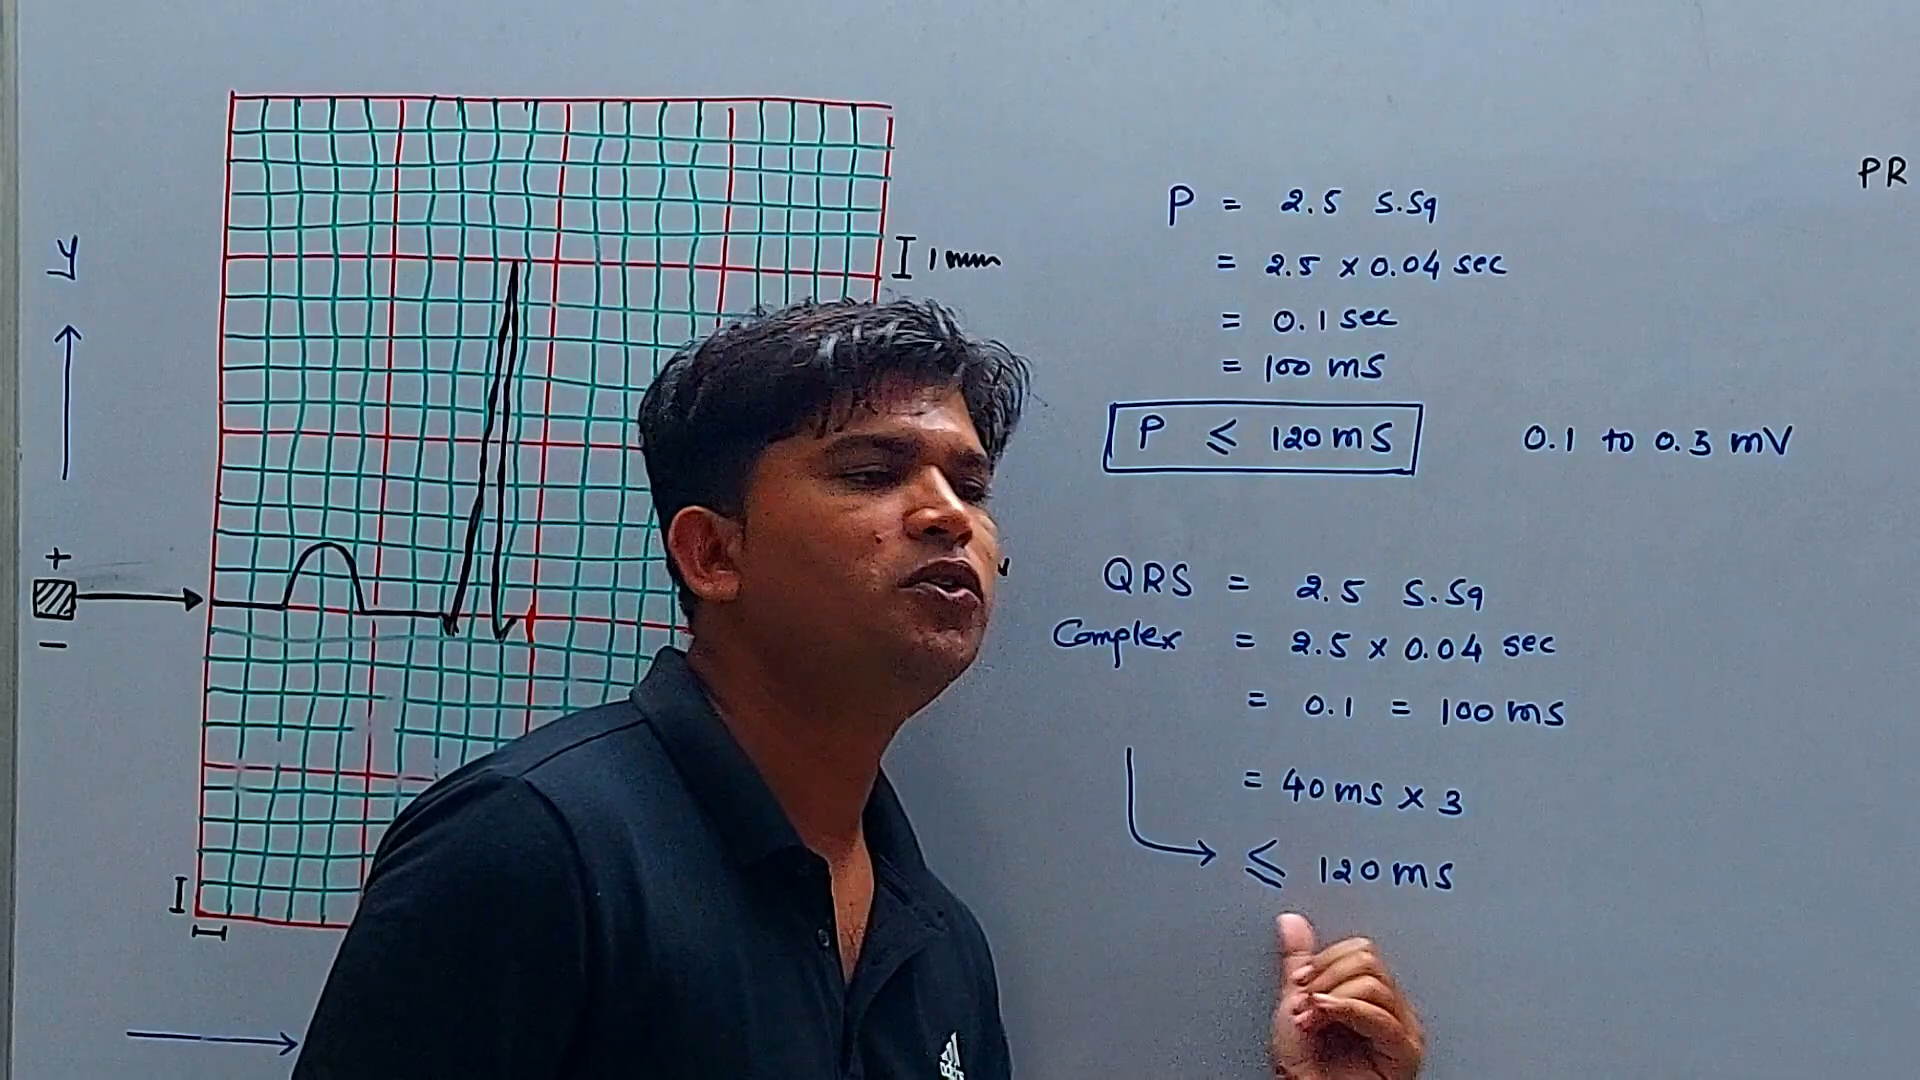 y
+
−
I 1mm
P = 2.5 S.Sq
= 2.5 x 0.04 sec
= 0.1 sec
= 100 ms
P ≤ 120 ms
0.1 to 0.3 mV
QRS Complex = 2.5 S.Sq
= 2.5 x 0.04 sec
= 0.1 = 100 ms
= 40 ms x 3
≤ 120 ms
PR
adidas